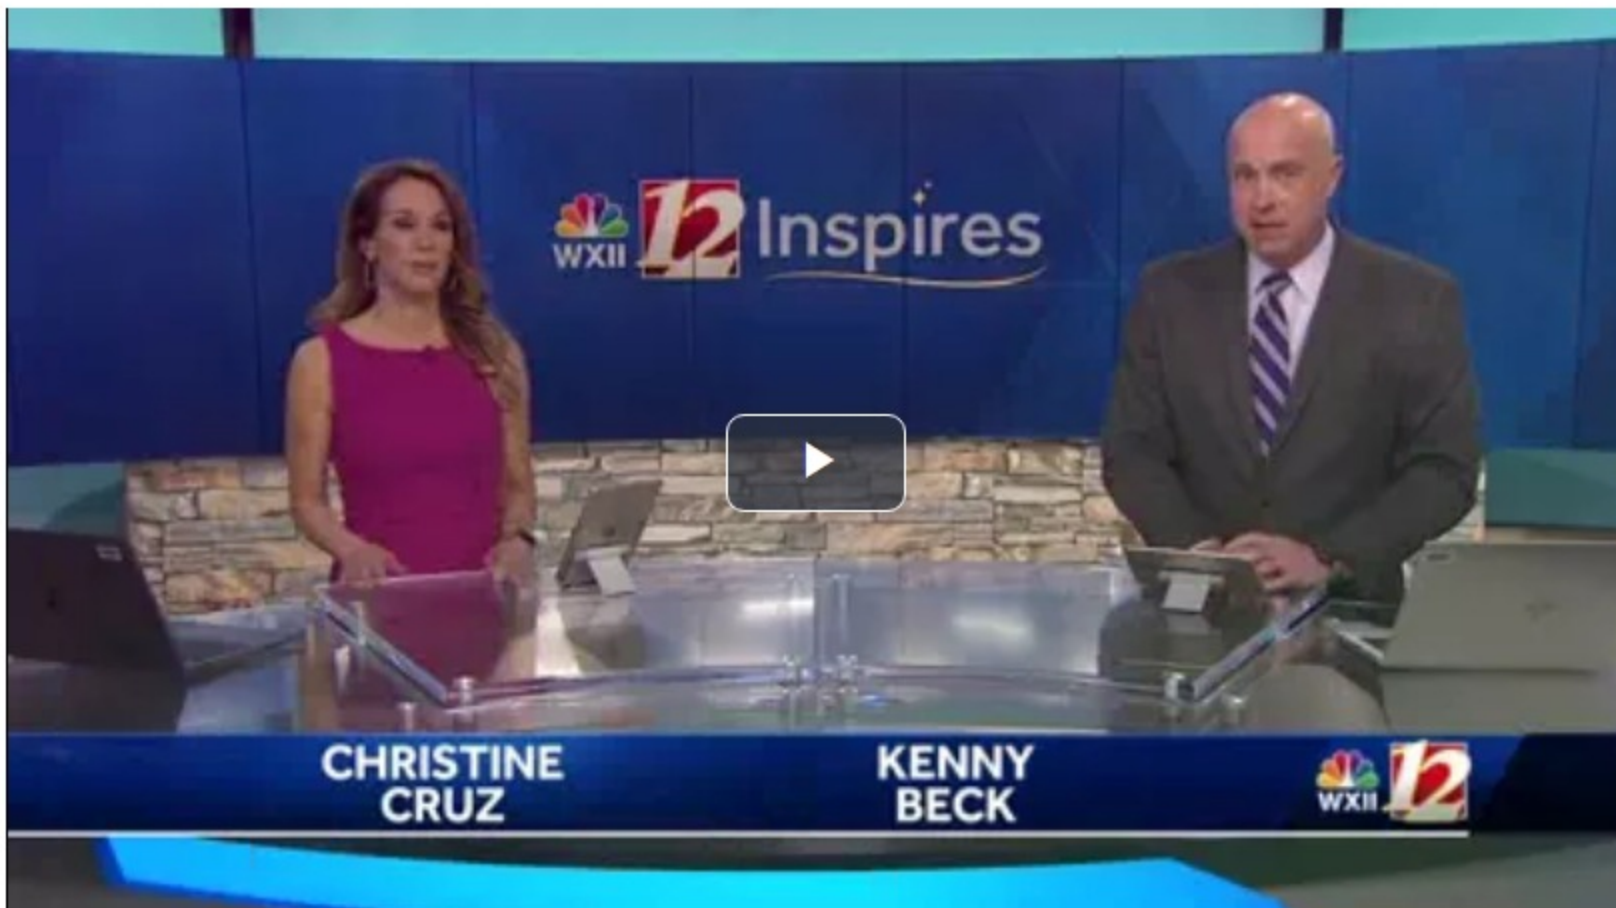 WXII 12 Inspires
CHRISTINE
CRUZ
KENNY
BECK
WXII 12